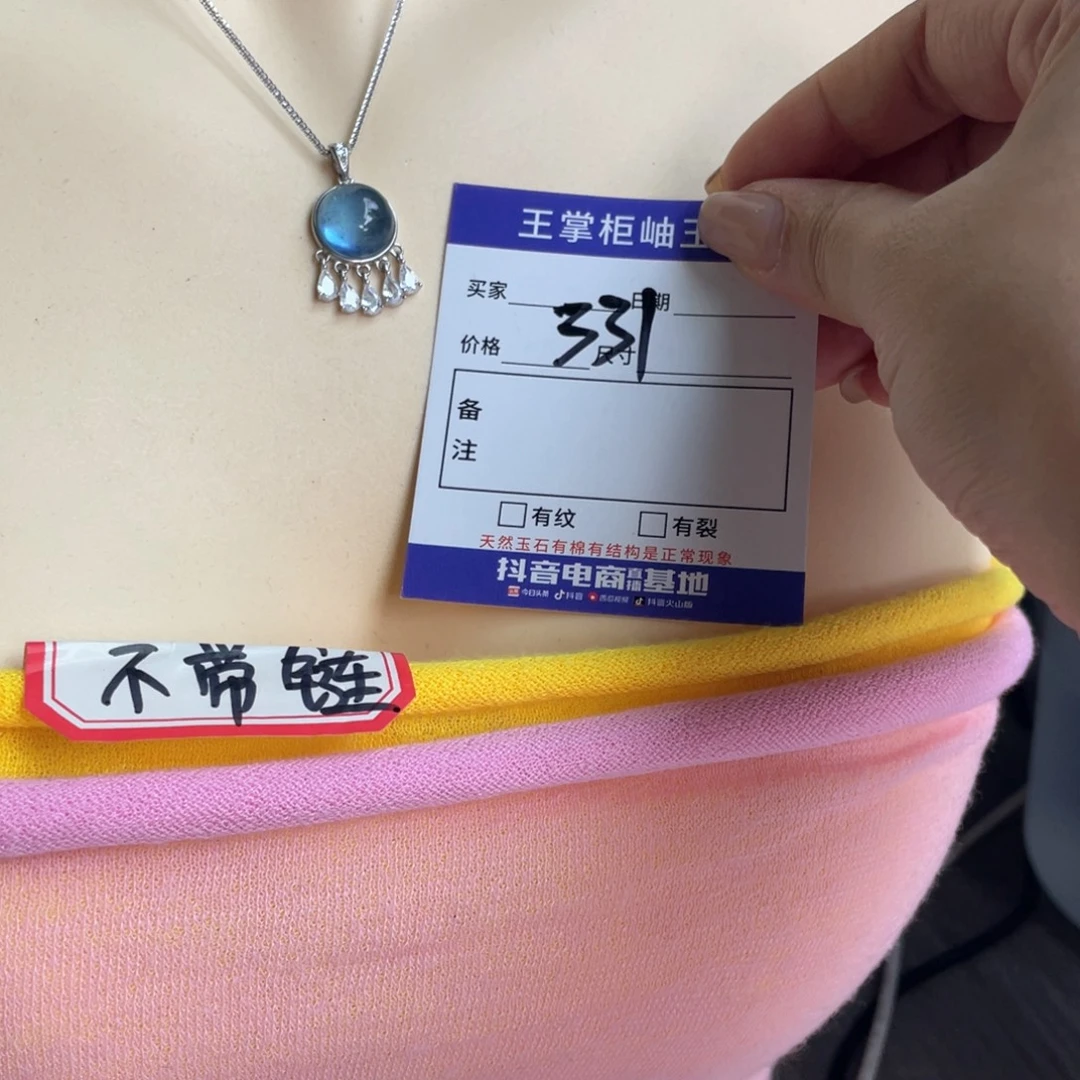 王掌柜岫玉
买家 日期
331
价格 尺寸
备
注
有纹 有裂
天然玉石有棉有结构是正常现象
抖音电商直播基地
今日头条 抖音 西瓜视频 抖音火山版
不带链